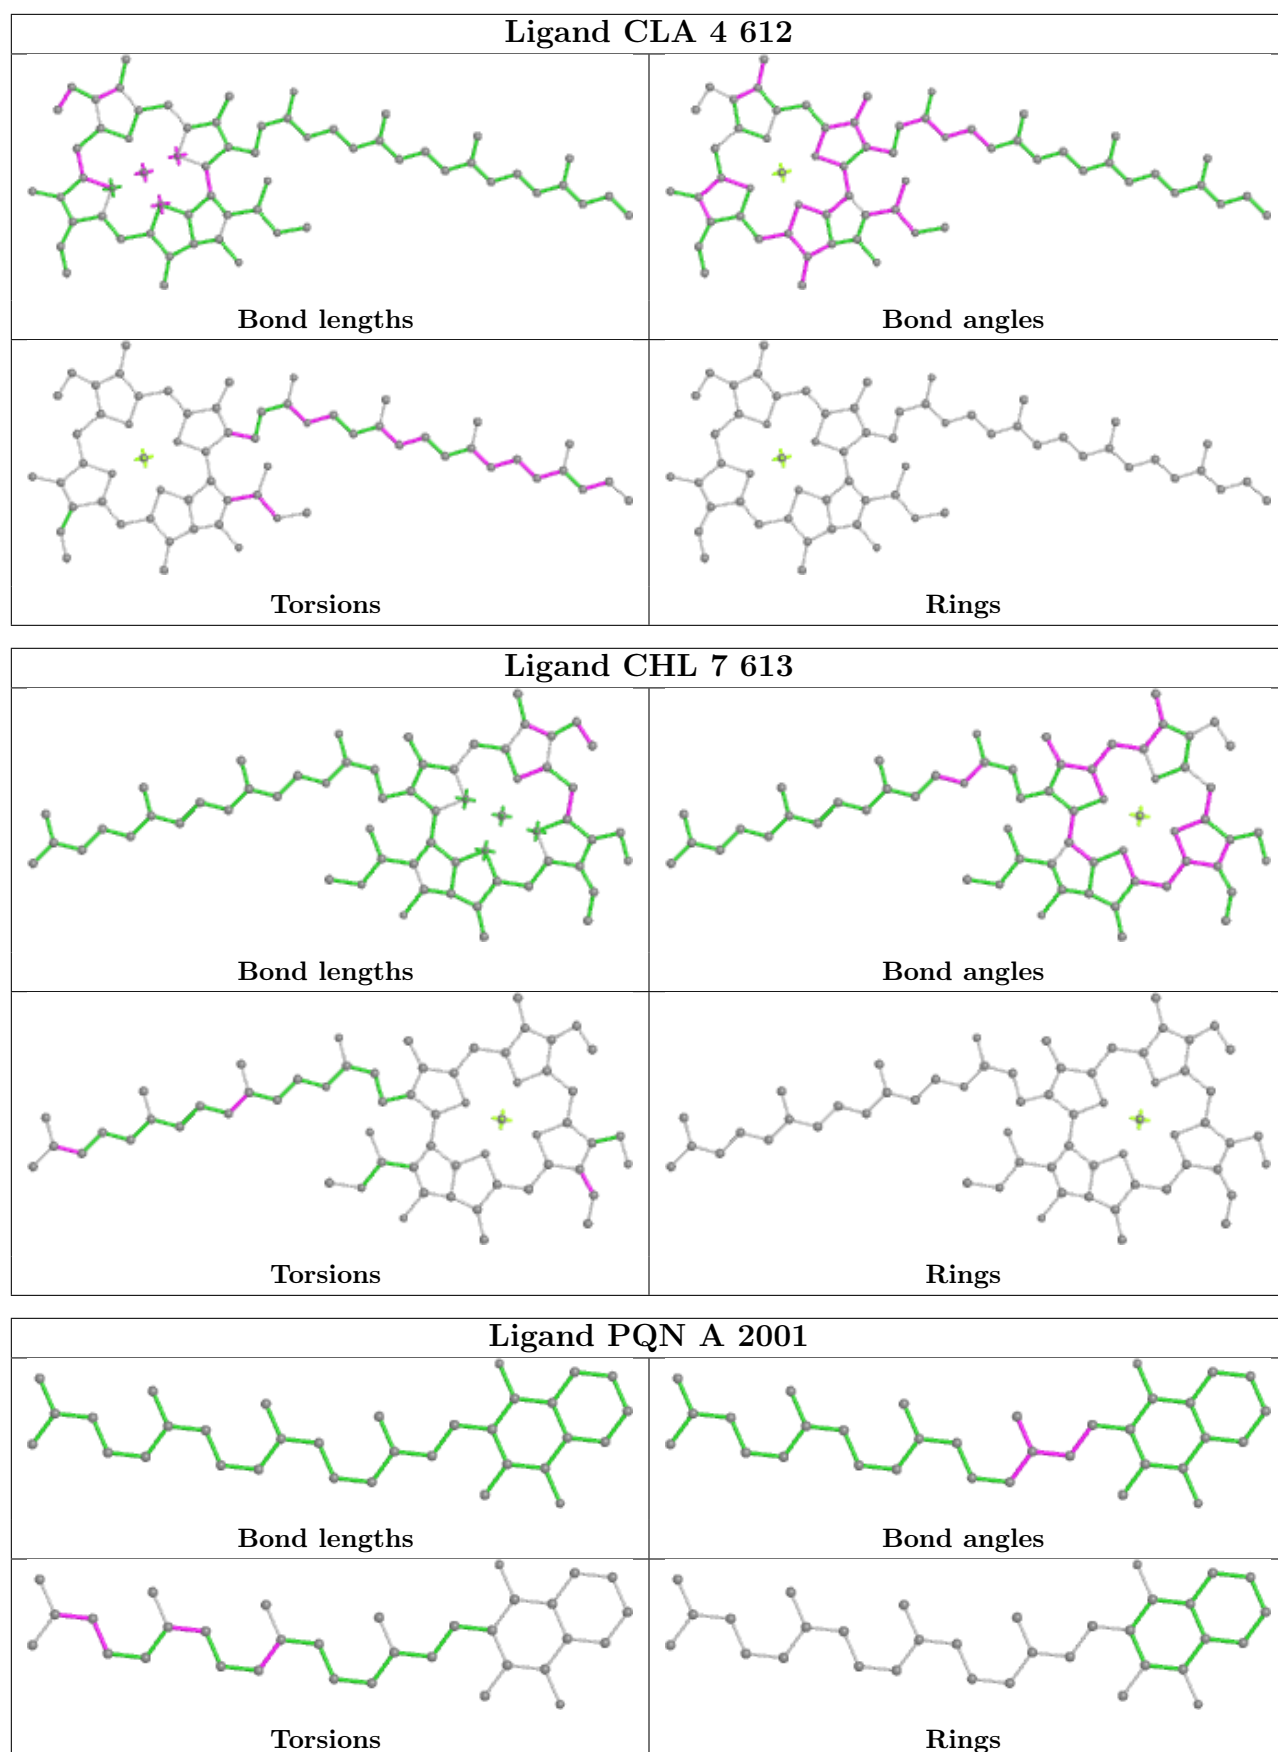 Ligand CLA 4 612
Bond lengths
Bond angles
Torsions
Rings
Ligand CHL 7 613
Bond lengths
Bond angles
Torsions
Rings
Ligand PQN A 2001
Bond lengths
Bond angles
Torsions
Rings